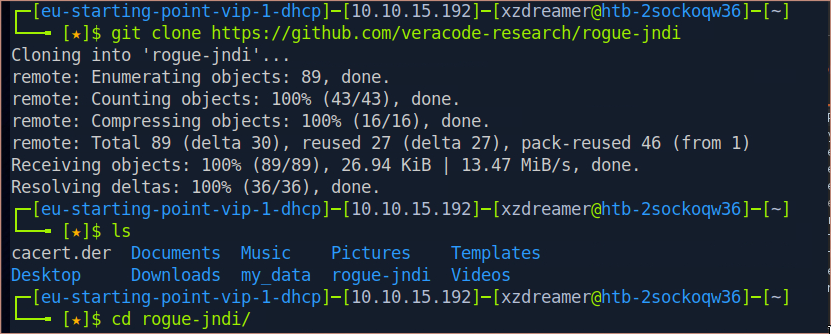 ┌─[eu-starting-point-vip-1-dhcp]─[10.10.15.192]─[xzdreamer@htb-2sockoqw36]─[~]
└──╼ [★]$ git clone https://github.com/veracode-research/rogue-jndi
Cloning into 'rogue-jndi'...
remote: Enumerating objects: 89, done.
remote: Counting objects: 100% (43/43), done.
remote: Compressing objects: 100% (16/16), done.
remote: Total 89 (delta 30), reused 27 (delta 27), pack-reused 46 (from 1)
Receiving objects: 100% (89/89), 26.94 KiB | 13.47 MiB/s, done.
Resolving deltas: 100% (36/36), done.
┌─[eu-starting-point-vip-1-dhcp]─[10.10.15.192]─[xzdreamer@htb-2sockoqw36]─[~]
└──╼ [★]$ ls
cacert.der  Documents  Music    Pictures    Templates
Desktop     Downloads  my_data  rogue-jndi  Videos
┌─[eu-starting-point-vip-1-dhcp]─[10.10.15.192]─[xzdreamer@htb-2sockoqw36]─[~]
└──╼ [★]$ cd rogue-jndi/